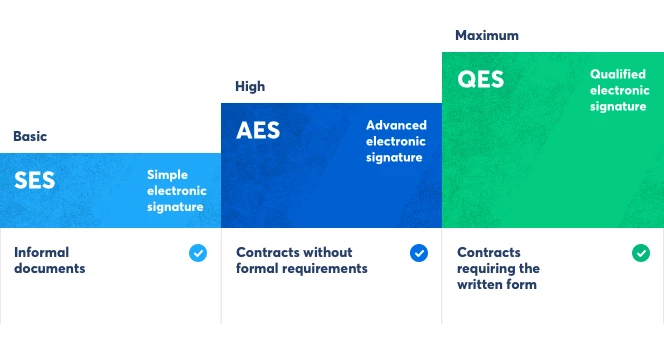 Maximum
QES
Qualified
electronic
signature
High
AES
Advanced
electronic
signature
Basic
SES
Simple
electronic
signature
Informal
documents
Contracts without
formal requirements
Contracts
requiring the
written form